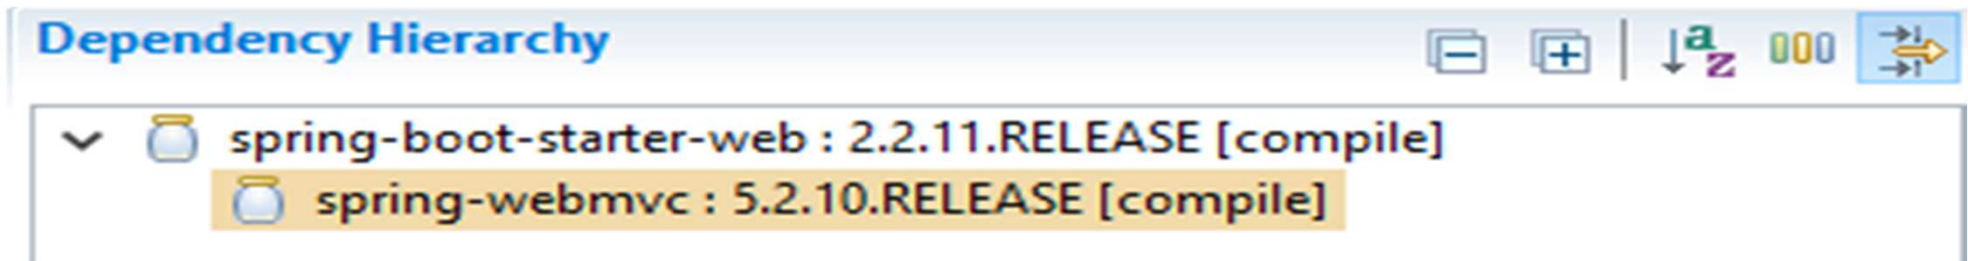 Dependency Hierarchy
spring-boot-starter-web : 2.2.11.RELEASE [compile]
spring-webmvc : 5.2.10.RELEASE [compile]